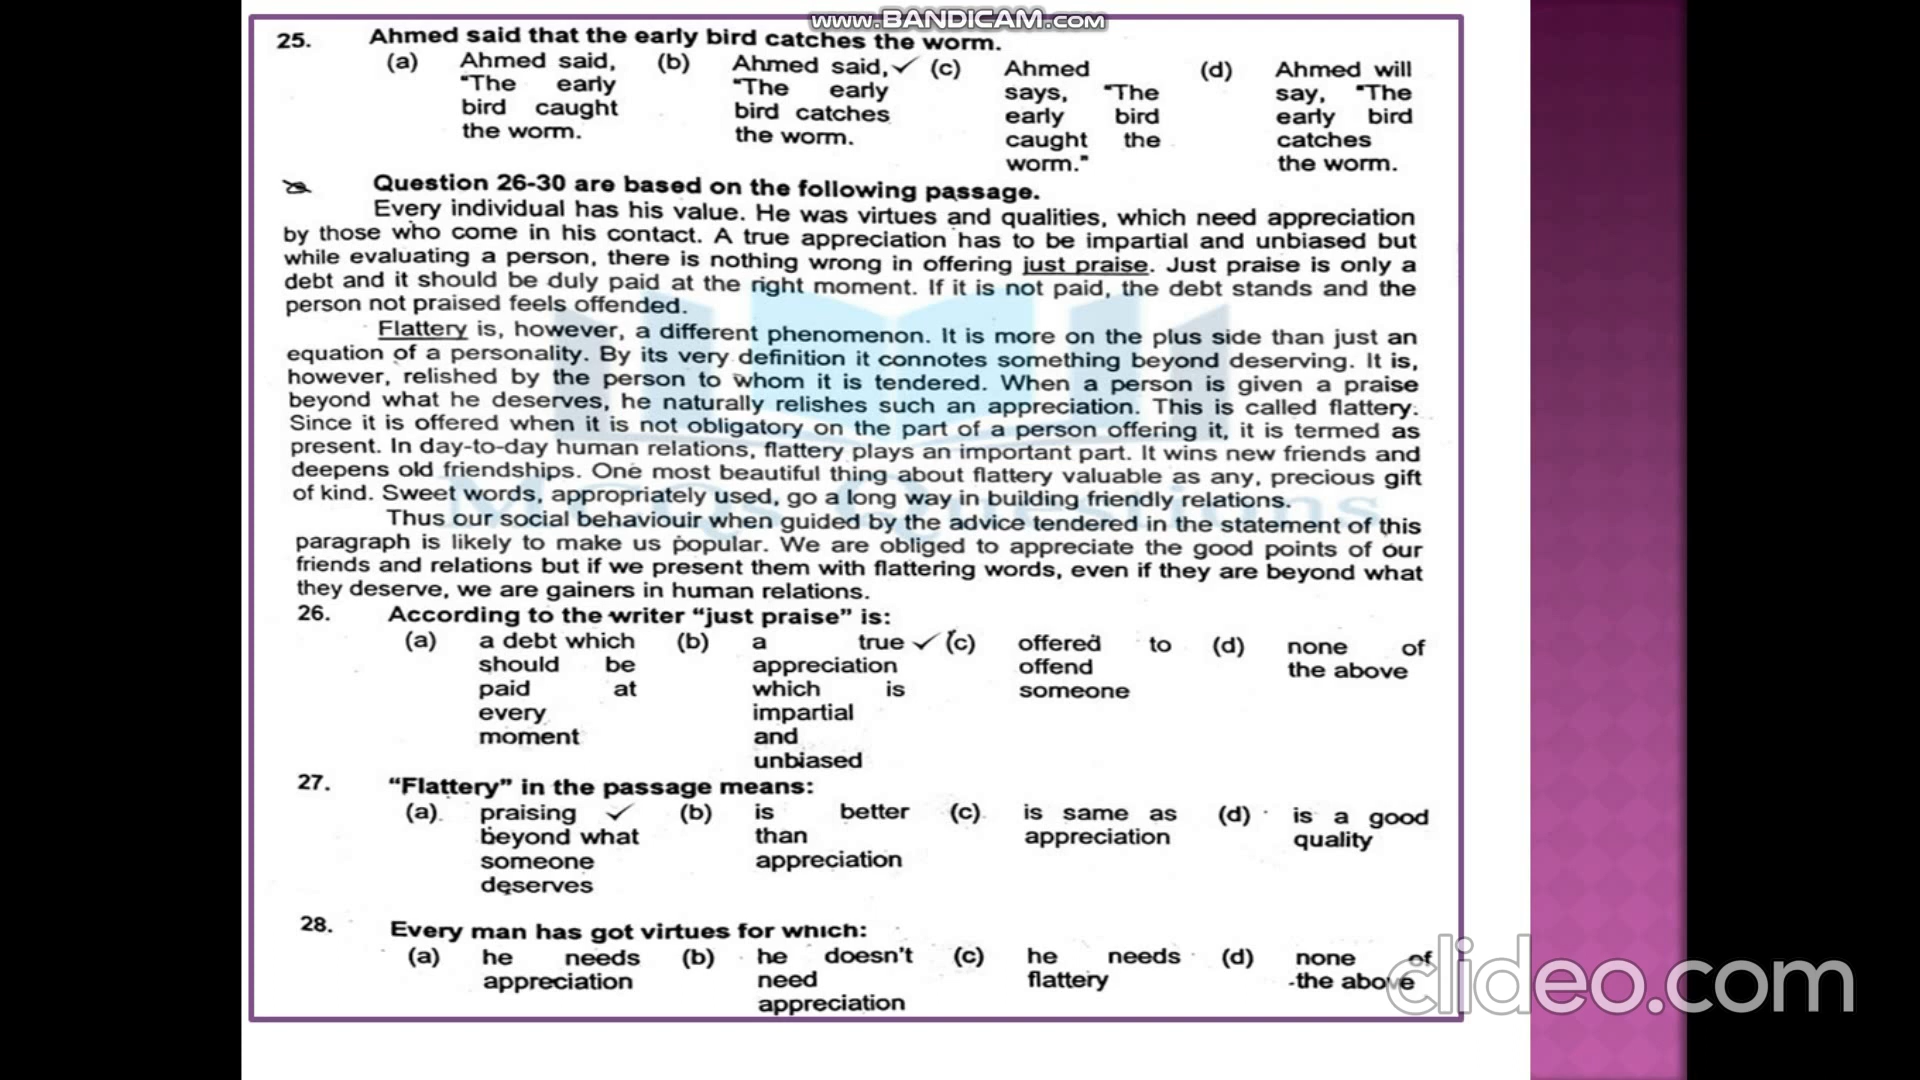 www.BANDICAM.com
25. Ahmed said that the early bird catches the worm.
(a) Ahmed said, "The early bird caught the worm.
(b) Ahmed said, ✓ "The early bird catches the worm.
(c) Ahmed says, "The early bird caught the worm."
(d) Ahmed will say, "The early bird catches the worm.
Question 26-30 are based on the following passage.
Every individual has his value. He was virtues and qualities, which need appreciation
by those who come in his contact. A true appreciation has to be impartial and unbiased but
while evaluating a person, there is nothing wrong in offering just praise. Just praise is only a
debt and it should be duly paid at the right moment. If it is not paid, the debt stands and the
person not praised feels offended.
Flattery is, however, a different phenomenon. It is more on the plus side than just an
equation of a personality. By its very definition it connotes something beyond deserving. It is,
however, relished by the person to whom it is tendered. When a person is given a praise
beyond what he deserves, he naturally relishes such an appreciation. This is called flattery.
Since it is offered when it is not obligatory on the part of a person offering it, it is termed as
present. In day-to-day human relations, flattery plays an important part. It wins new friends and
deepens old friendships. One most beautiful thing about flattery valuable as any, precious gift
of kind. Sweet words, appropriately used, go a long way in building friendly relations.
MCQs Questions
Thus our social behaviouir when guided by the advice tendered in the statement of this
paragraph is likely to make us popular. We are obliged to appreciate the good points of our
friends and relations but if we present them with flattering words, even if they are beyond what
they deserve, we are gainers in human relations.
26. According to the writer "just praise" is:
(a) a debt which should be paid at every moment
(b) a true ✓ appreciation which is impartial and unbiased
(c) offered to offend someone
(d) none of the above
27. "Flattery" in the passage means:
(a) praising ✓ beyond what someone deserves
(b) is better than appreciation
(c) is same as appreciation
(d) is a good quality
28. Every man has got virtues for which:
(a) he needs appreciation
(b) he doesn't need appreciation
(c) he needs flattery
(d) none of the above
clideo.com